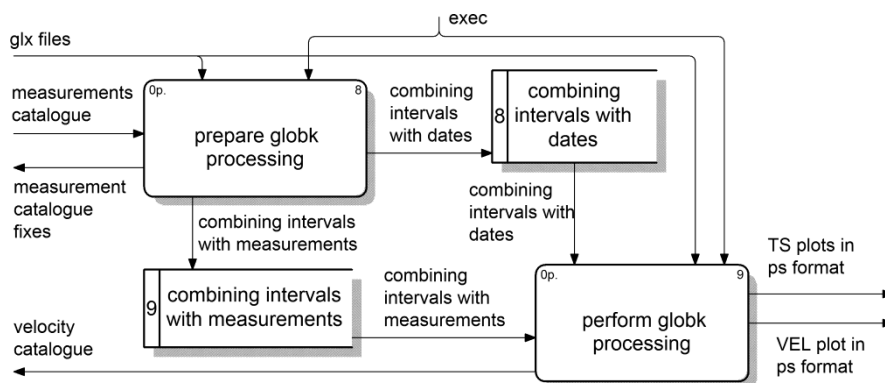 exec
glx files
0p.
8
measurements
catalogue
prepare globk
processing
combining
intervals
with dates
8
combining
intervals with
dates
measurement
catalogue
fixes
combining intervals
with measurements
combining
intervals with
dates
9
combining intervals
with measurements
combining
intervals with
measurements
0p.
9
perform globk
processing
TS plots in
ps format
velocity
catalogue
VEL plot in
ps format